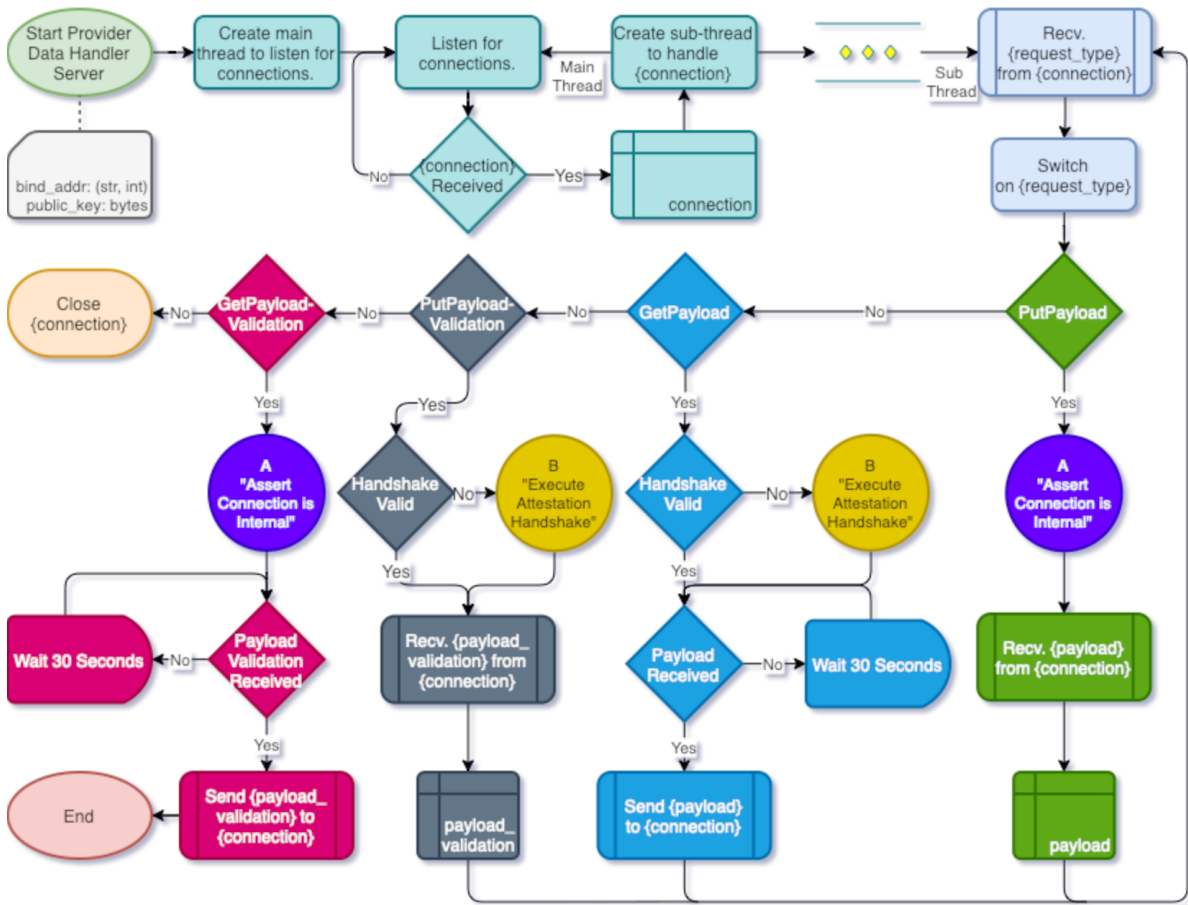 Start Provider
Data Handler
Server
Create main
thread to listen for
connections.
Listen for
connections.
Main
Thread
Create sub-thread
to handle
{connection}
Sub
Thread
Recv.
{request_type}
from {connection}
bind_addr: (str, int)
public_key: bytes
No
{connection}
Received
Yes
connection
Switch
on {request_type}
Close
{connection}
No
GetPayload-
Validation
No
PutPayload-
Validation
No
GetPayload
No
PutPayload
Yes
Yes
Yes
Yes
A
"Assert
Connection is
Internal"
Handshake
Valid
No
B
"Execute
Attestation
Handshake"
Handshake
Valid
No
B
"Execute
Attestation
Handshake"
A
"Assert
Connection is
Internal"
Yes
Yes
Wait 30 Seconds
No
Payload
Validation
Received
Recv. {payload_
validation} from
{connection}
Payload
Received
No
Wait 30 Seconds
Recv. {payload}
from {connection}
Yes
Yes
End
Send {payload_
validation} to
{connection}
payload_
validation
Send {payload}
to {connection}
payload